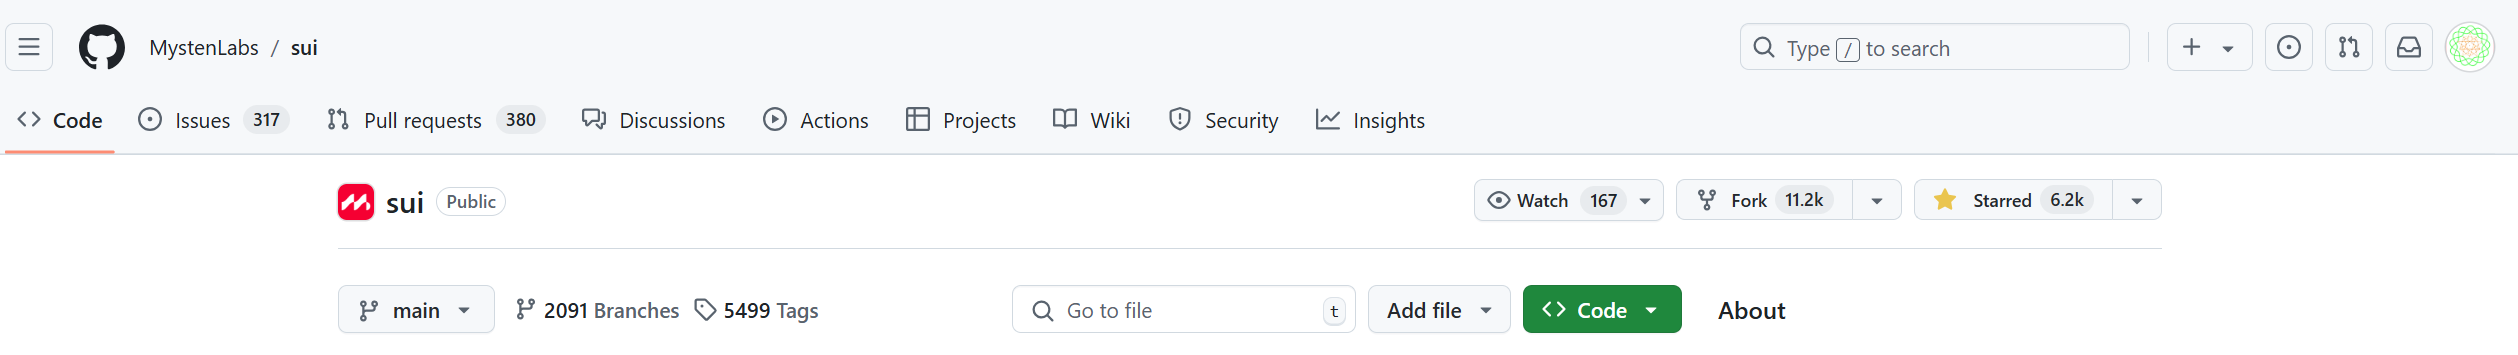 MystenLabs / sui Type / to search
Code Issues 317 Pull requests 380 Discussions Actions Projects Wiki Security Insights
sui Public Watch 167 Fork 11.2k Starred 6.2k
main 2091 Branches 5499 Tags Go to file t Add file Code About